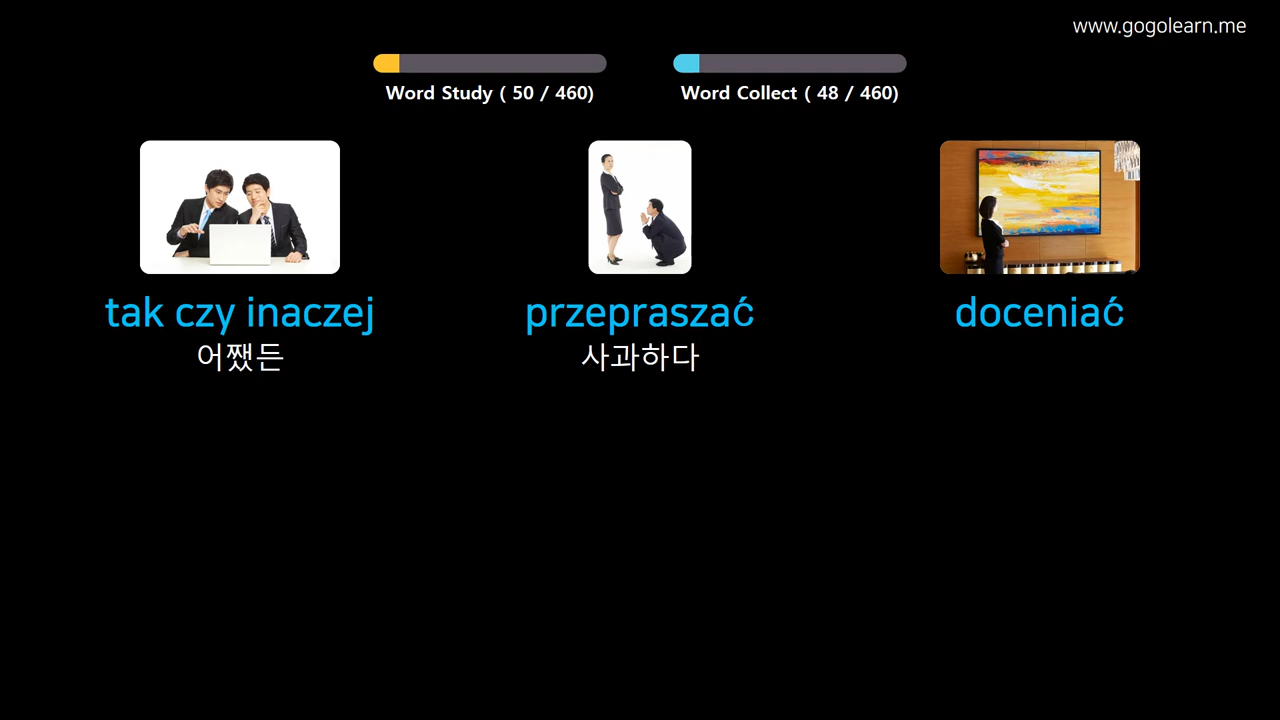 www.gogolearn.me
Word Study ( 50 / 460)
Word Collect ( 48 / 460)
tak czy inaczej
어쨌든
przepraszać
사과하다
doceniać